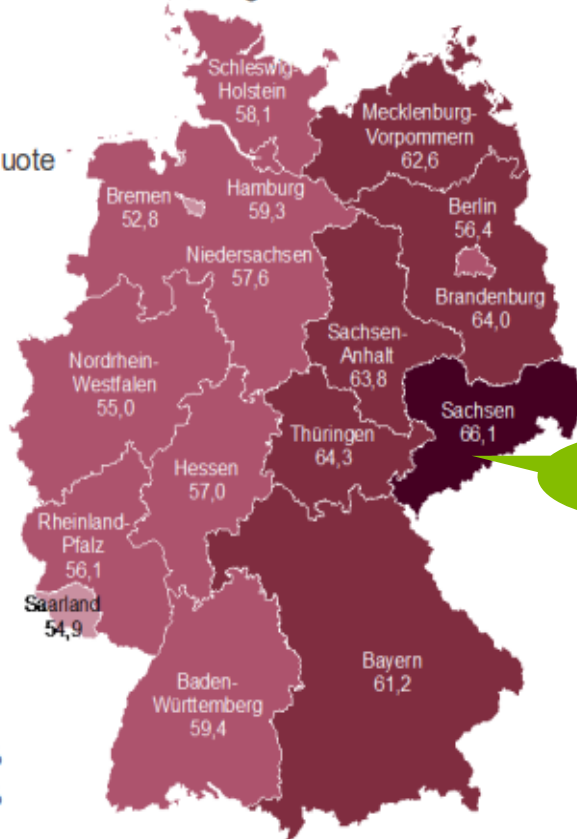 Schleswig-
Holstein
58,1
Mecklenburg-
Vorpommern
62,6
uote
Bremen
52,8
Hamburg
59,3
Berlin
56,4
Niedersachsen
57,6
Brandenburg
64,0
Sachsen-
Anhalt
63,8
Nordrhein-
Westfalen
55,0
Sachsen
66,1
Thüringen
64,3
Hessen
57,0
Rheinland-
Pfalz
56,1
Saarland
54,9
Bayern
61,2
Baden-
Württemberg
59,4